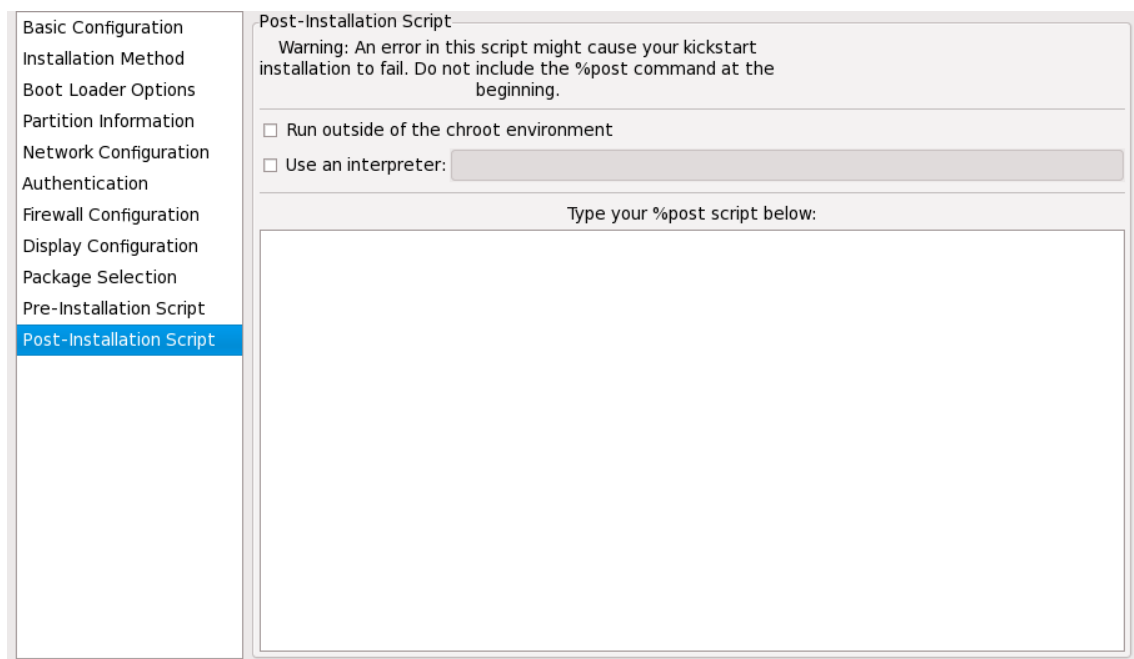 Basic Configuration
Installation Method
Boot Loader Options
Partition Information
Network Configuration
Authentication
Firewall Configuration
Display Configuration
Package Selection
Pre-Installation Script
Post-Installation Script
Post-Installation Script
Warning: An error in this script might cause your kickstart
installation to fail. Do not include the %post command at the
beginning.
Run outside of the chroot environment
Use an interpreter:
Type your %post script below: